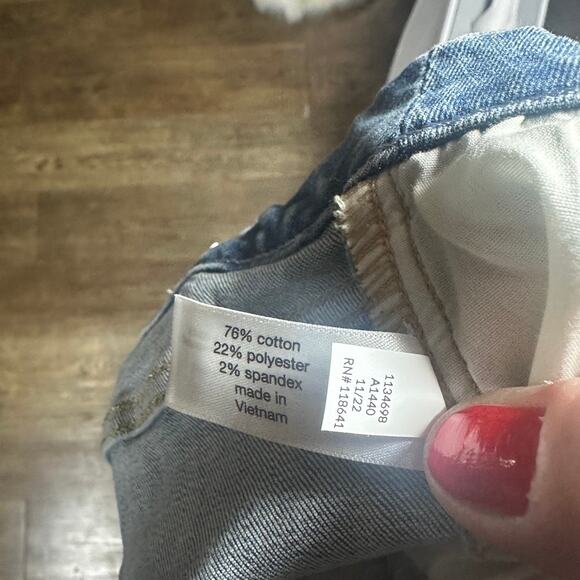 76% cotton
22% polyester
2% spandex
made in
Vietnam
1134698
A1440
11/22
RN# 118641